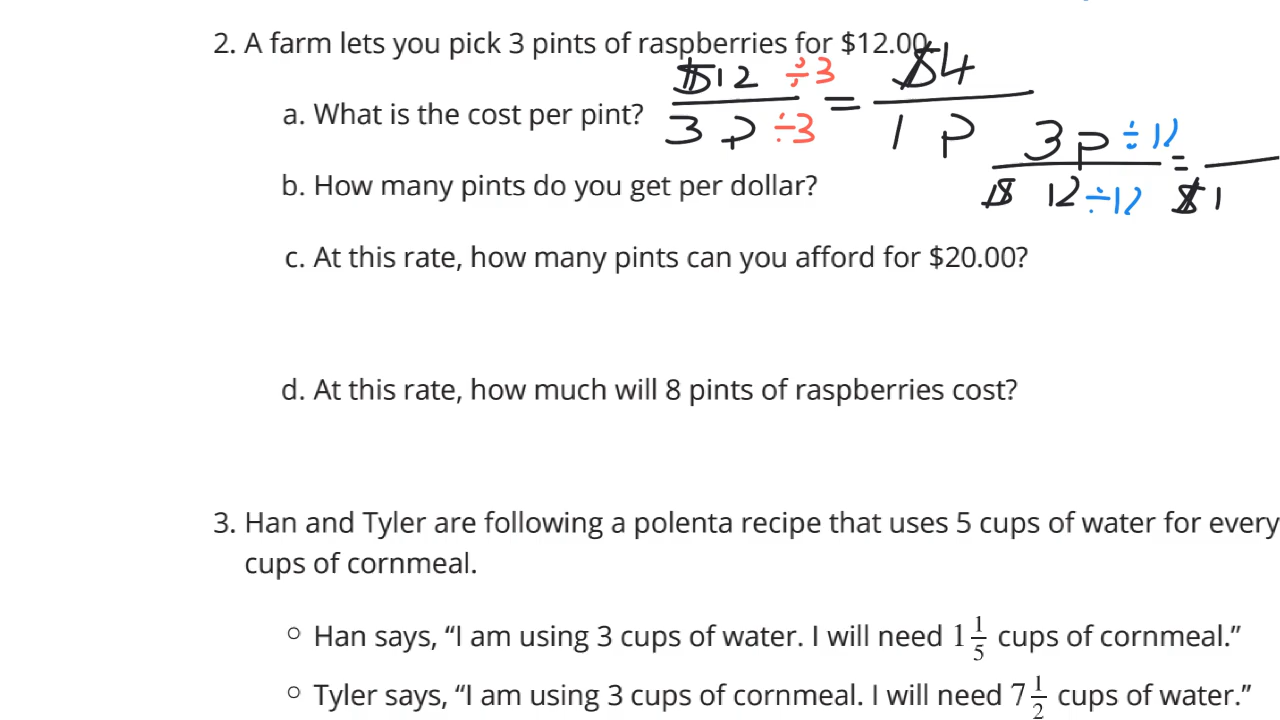 2. A farm lets you pick 3 pints of raspberries for $12.00.
$12 ÷3 = $4
3 p ÷3 1 p
a. What is the cost per pint?
3p ÷12 =
$ 12 ÷12 $1
b. How many pints do you get per dollar?
c. At this rate, how many pints can you afford for $20.00?
d. At this rate, how much will 8 pints of raspberries cost?
3. Han and Tyler are following a polenta recipe that uses 5 cups of water for every
cups of cornmeal.
○ Han says, “I am using 3 cups of water. I will need 1 1/5 cups of cornmeal.”
○ Tyler says, “I am using 3 cups of cornmeal. I will need 7 1/2 cups of water.”